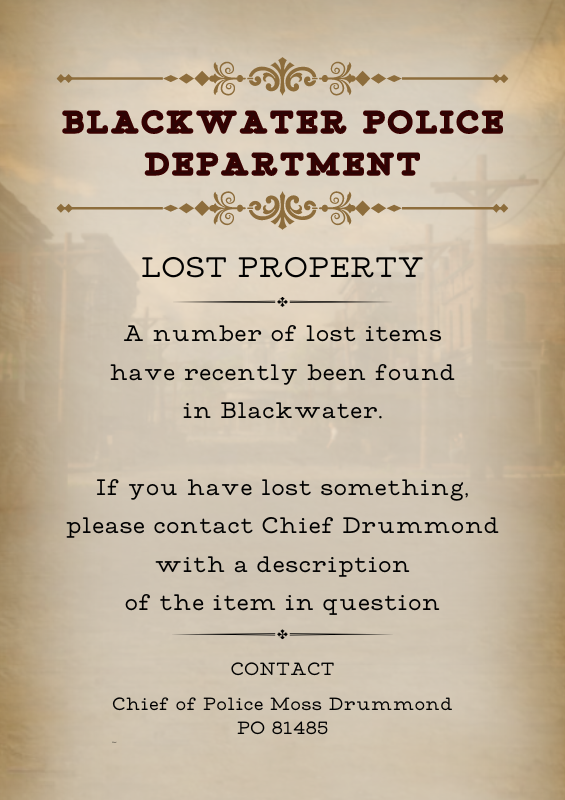 BLACKWATER POLICE
DEPARTMENT
LOST PROPERTY
A number of lost items
have recently been found
in Blackwater.
If you have lost something,
please contact Chief Drummond
with a description
of the item in question
CONTACT
Chief of Police Moss Drummond
PO 81485